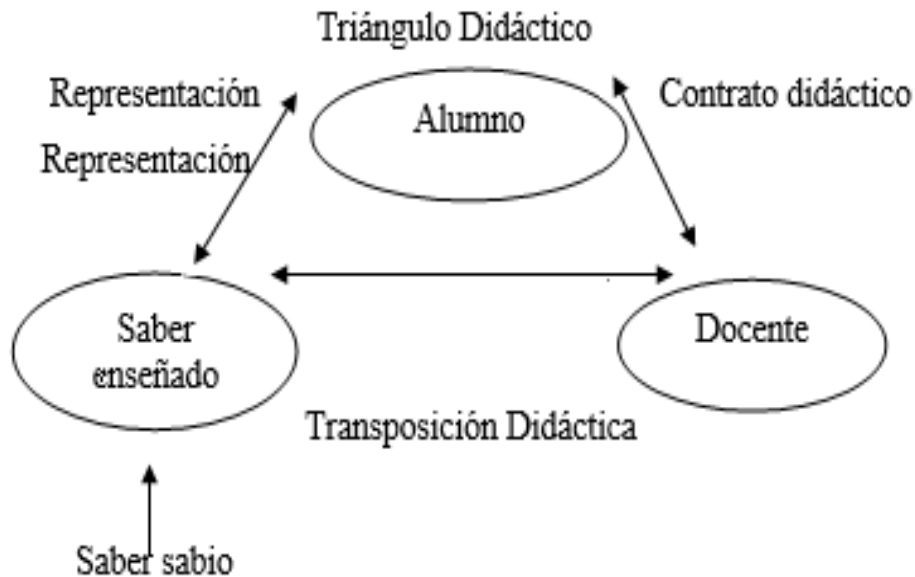 Triángulo Didáctico
Representación
Contrato didáctico
Alumno
Representación
Saber
enseñado
Docente
Transposición Didáctica
Saber sabio